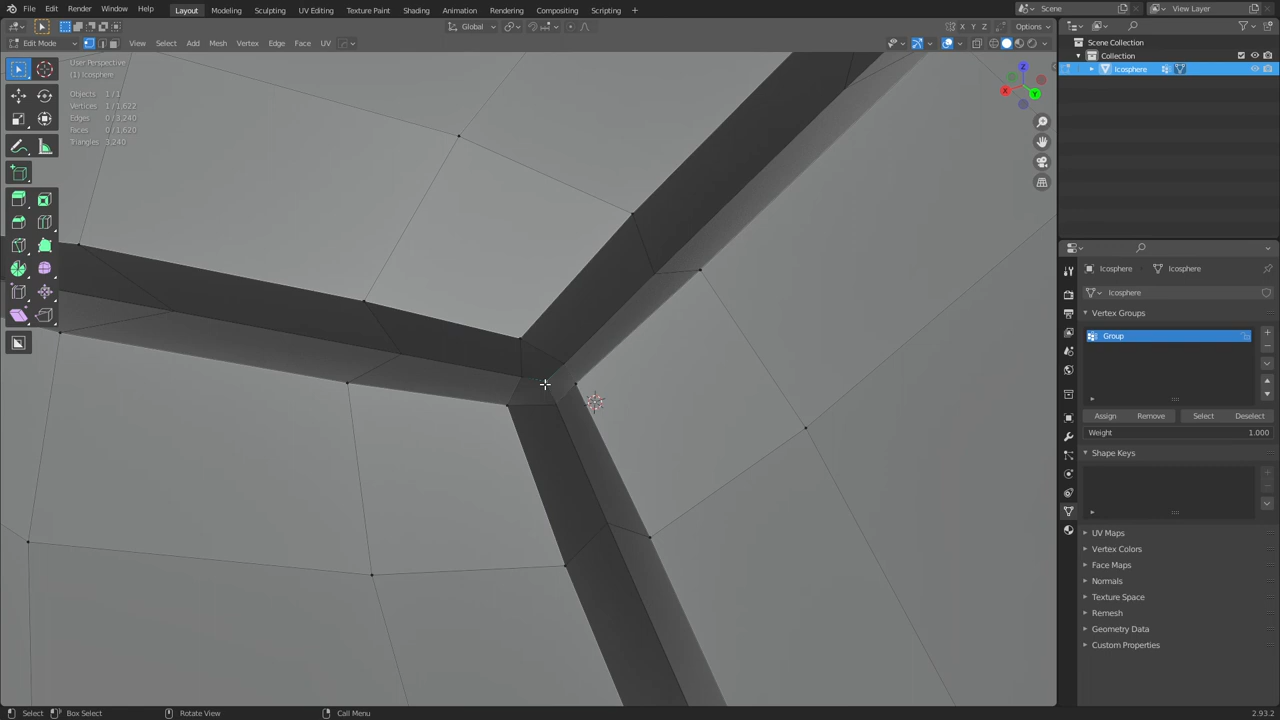 File Edit Render Window Help Layout Modeling Sculpting UV Editing Texture Paint Shading Animation Rendering Compositing Scripting + Scene View Layer
Global Options
Edit Mode View Select Add Mesh Vertex Edge Face UV
User Perspective
(1) Icosphere
Objects 1/1
Vertices 1/1,622
Edges 0/3,240
Faces 0/1,620
Triangles 3,240
Z
X
Y
Scene Collection
Collection
Icosphere
Icosphere Icosphere
Icosphere
Vertex Groups
Group
Assign Remove Select Deselect
Weight 1.000
Shape Keys
UV Maps
Vertex Colors
Face Maps
Normals
Texture Space
Remesh
Geometry Data
Custom Properties
Select Box Select Rotate View Call Menu 2.93.2